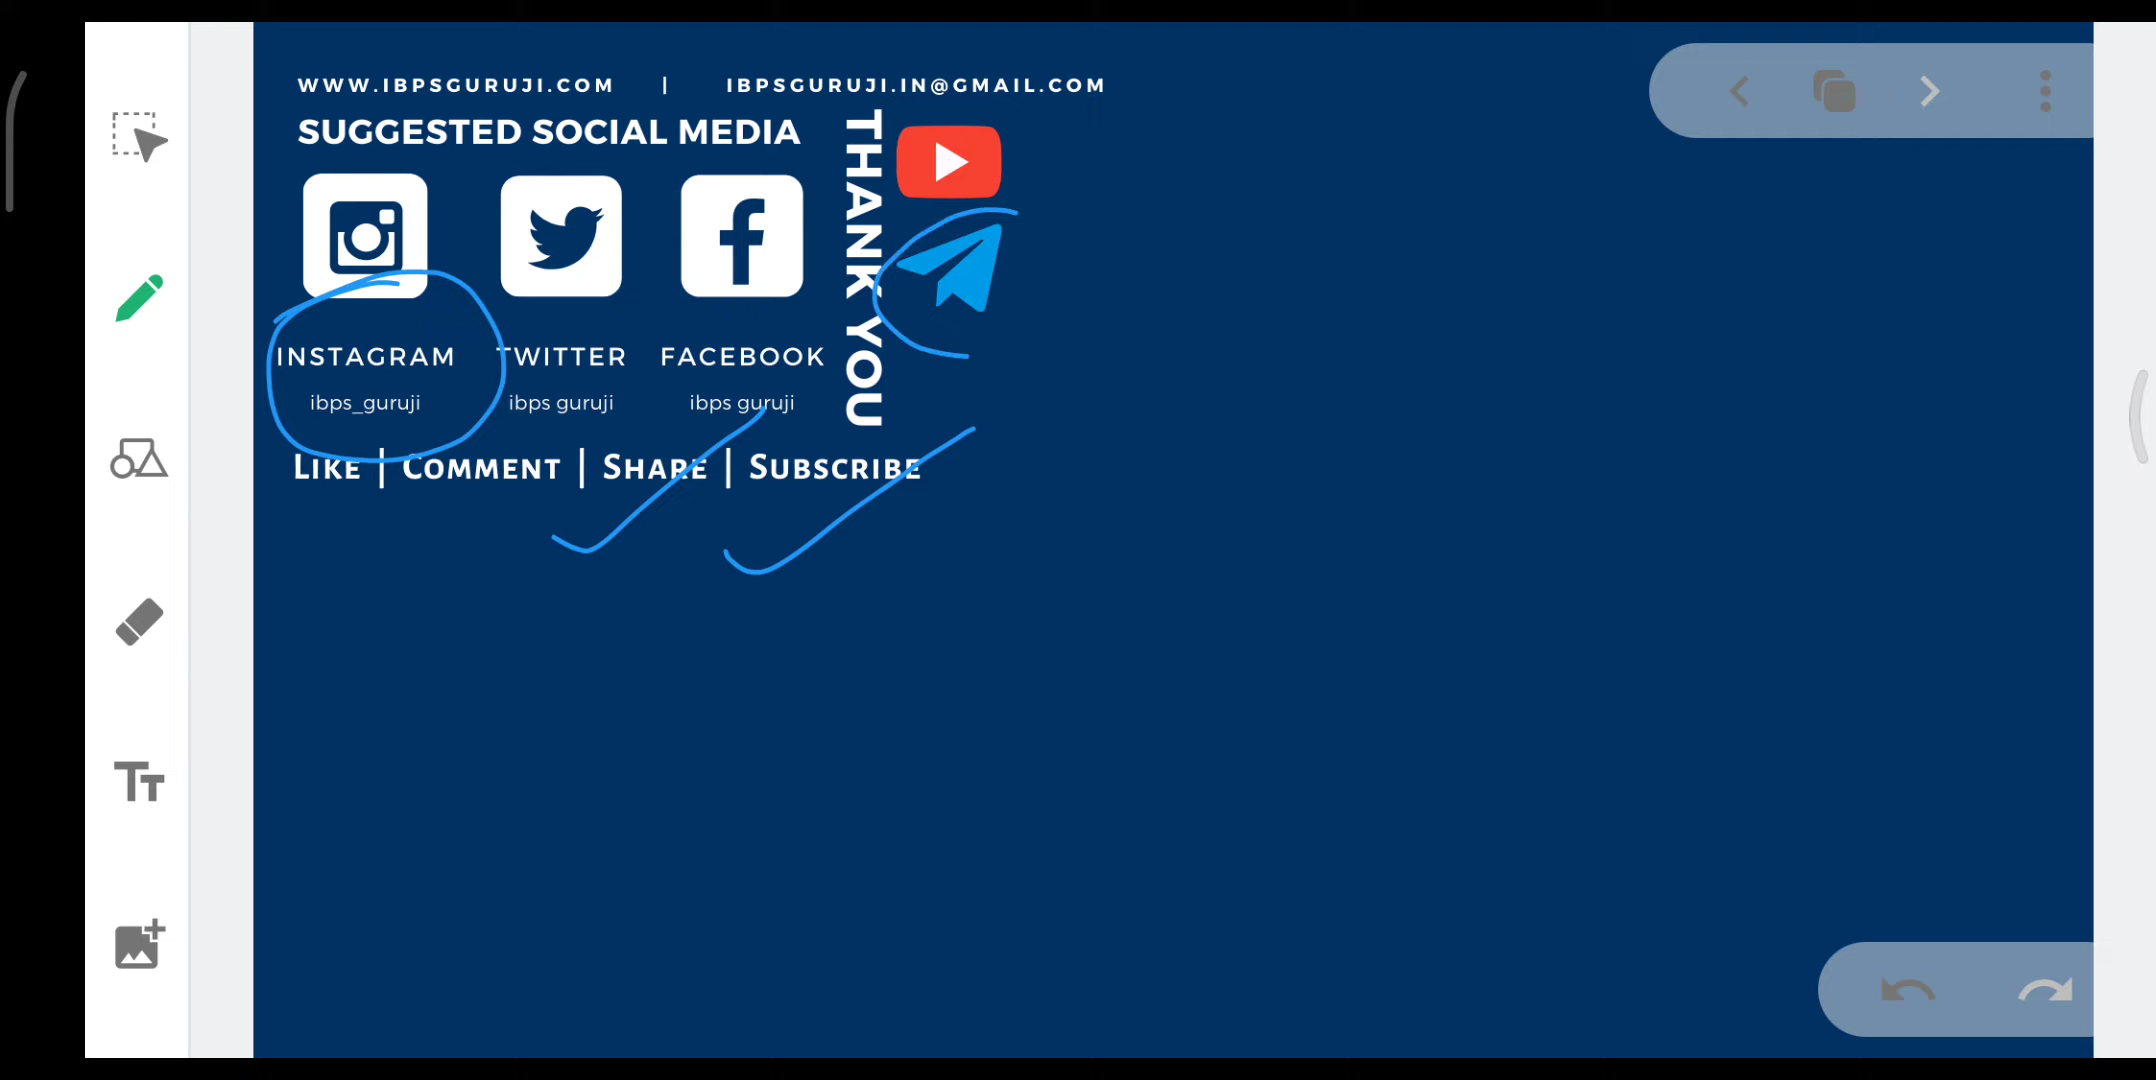 WWW.IBPSGURUJI.COM | IBPSGURUJI.IN@GMAIL.COM
SUGGESTED SOCIAL MEDIA
THANK YOU
INSTAGRAM TWITTER FACEBOOK
ibps_guruji ibps guruji ibps guruji
LIKE | COMMENT | SHARE | SUBSCRIBE